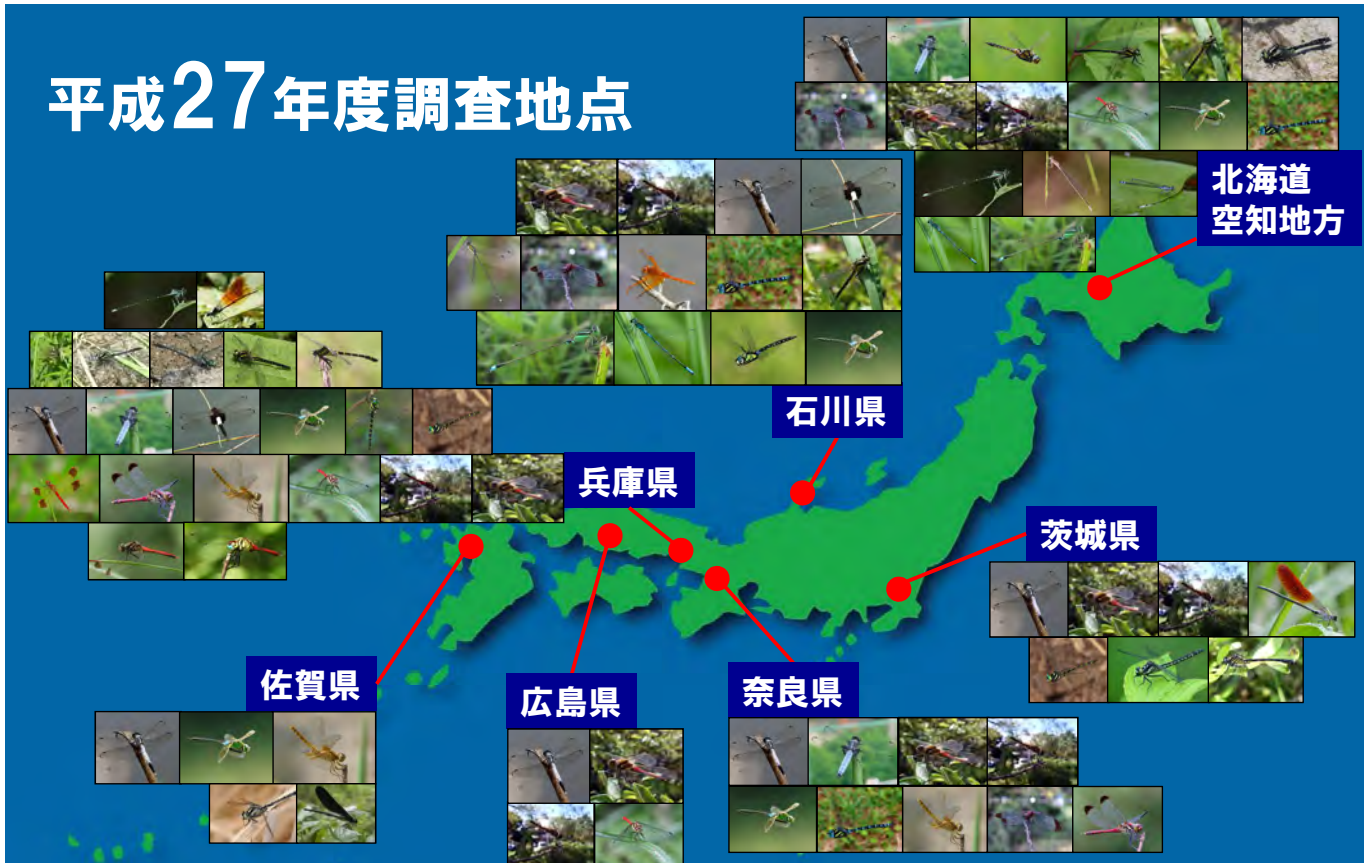 平成27年度調査地点
北海道
空知地方
石川県
兵庫県
茨城県
佐賀県
広島県
奈良県